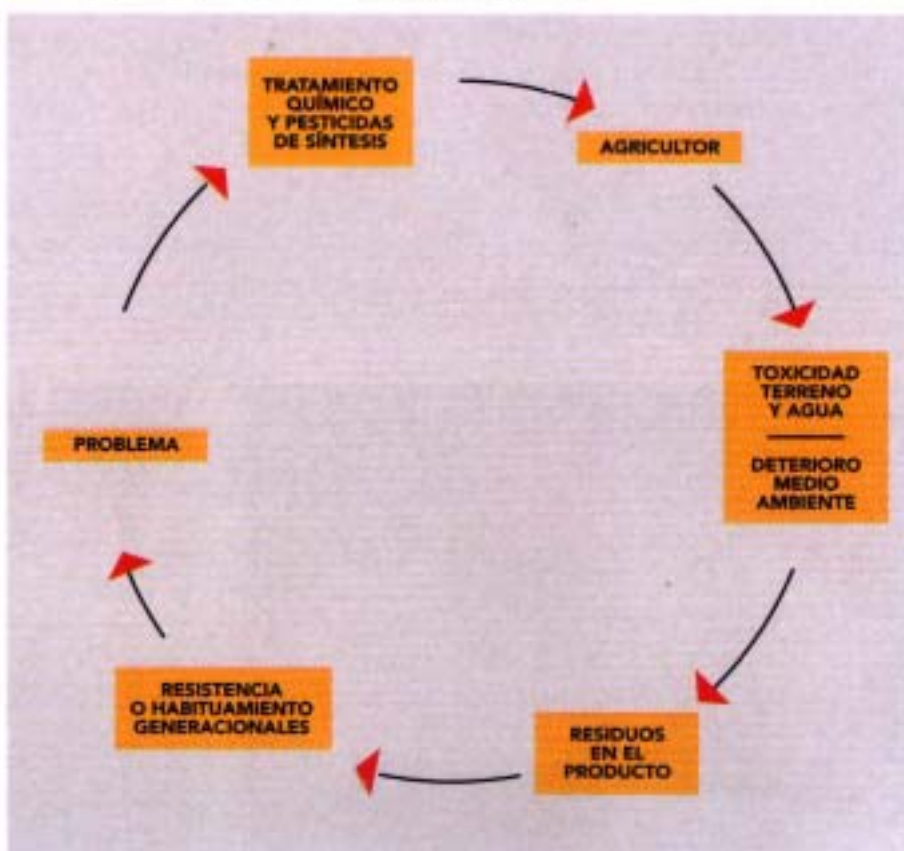 TRATAMIENTO
QUÍMICO
Y PESTICIDAS
DE SÍNTESIS
AGRICULTOR
TOXICIDAD
TERRENO
Y AGUA
DETERIORO
MEDIO
AMBIENTE
RESIDUOS
EN EL
PRODUCTO
RESISTENCIA
O HABITUAMIENTO
GENERACIONALES
PROBLEMA